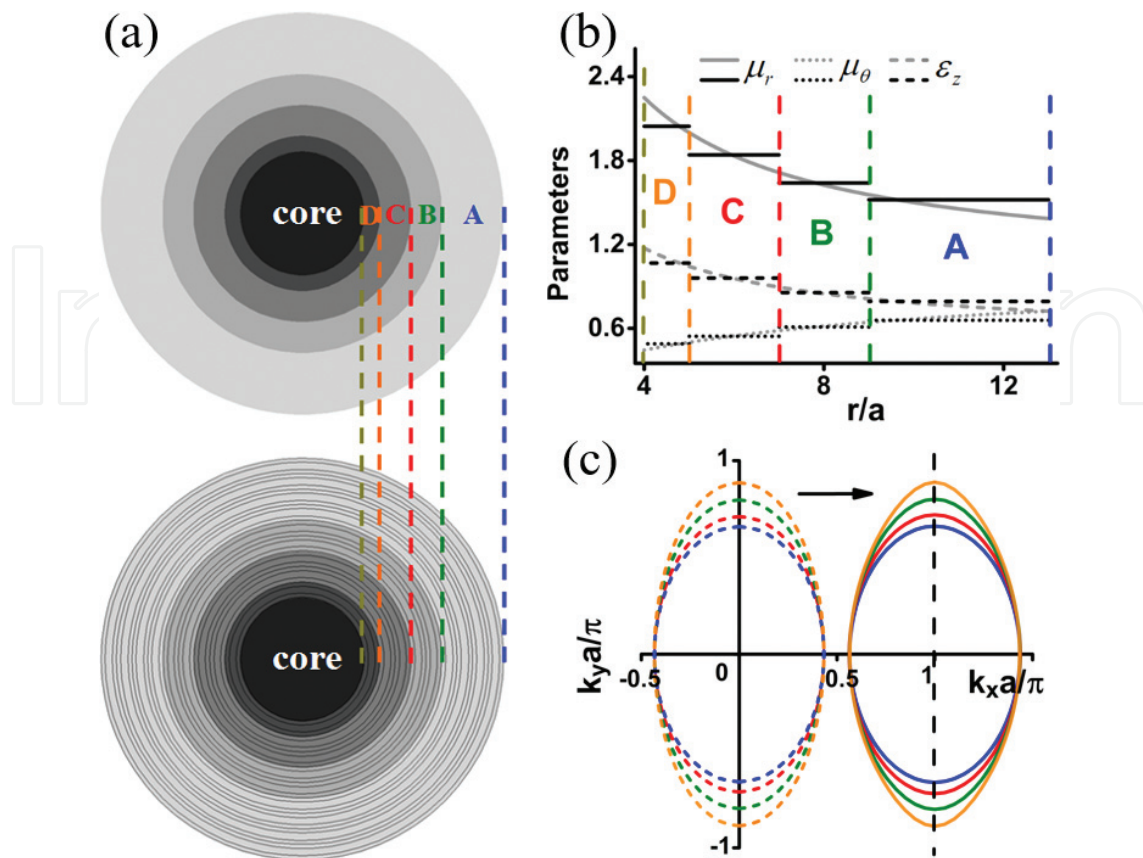 (a)
core
D C B A
core
(b)
μr μθ εz
Parameters
2.4
1.8
1.2
0.6
D
C
B
A
4 8 12
r/a
(c)
kya/π
1
-0.5 0 0.5 1
kxa/π
-1